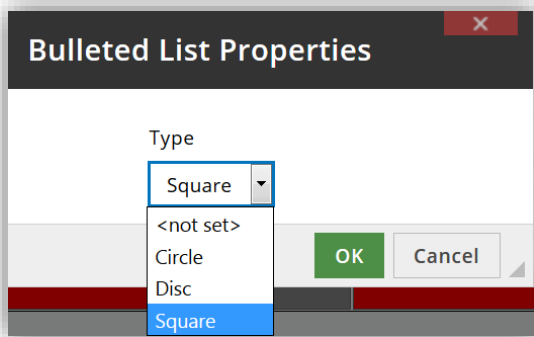 Bulleted List Properties
Type
Square
<not set>
Circle
Disc
Square
OK Cancel